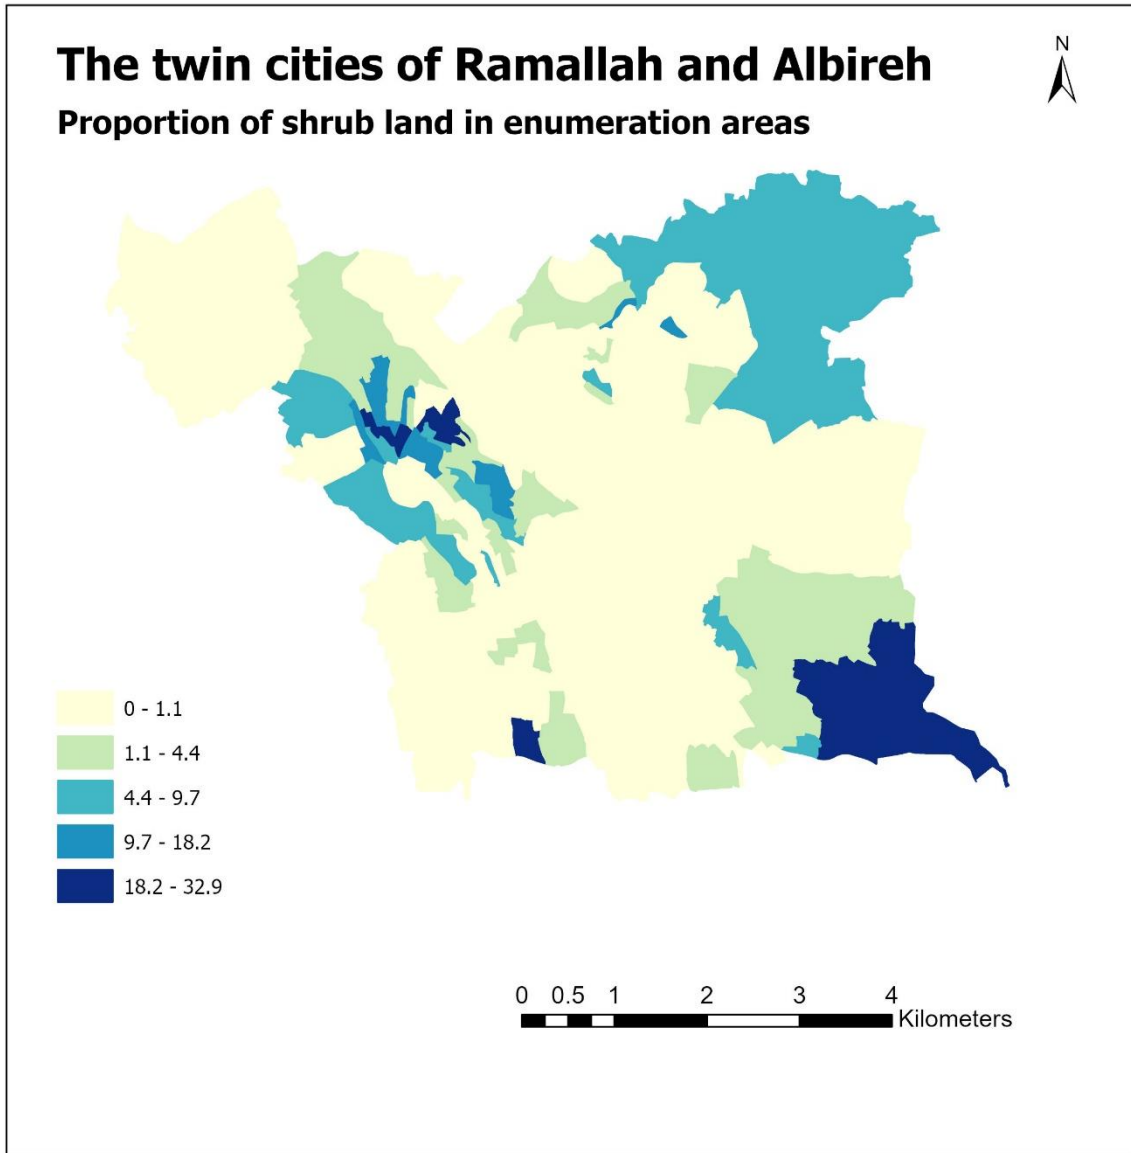 The twin cities of Ramallah and Albireh
N
Proportion of shrub land in enumeration areas
0 - 1.1
1.1 - 4.4
4.4 - 9.7
9.7 - 18.2
18.2 - 32.9
0 0.5 1 2 3 4
Kilometers